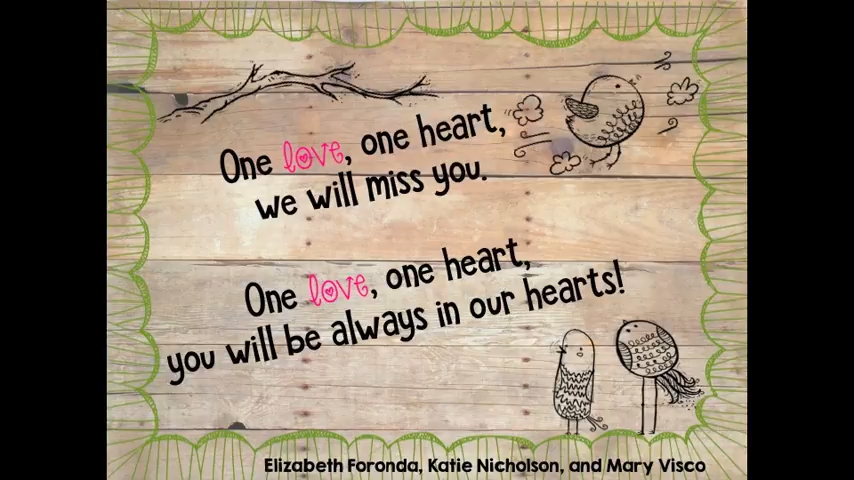 One love, one heart,
we will miss you.
One love, one heart,
you will be always in our hearts!
Elizabeth Foronda, Katie Nicholson, and Mary Visco